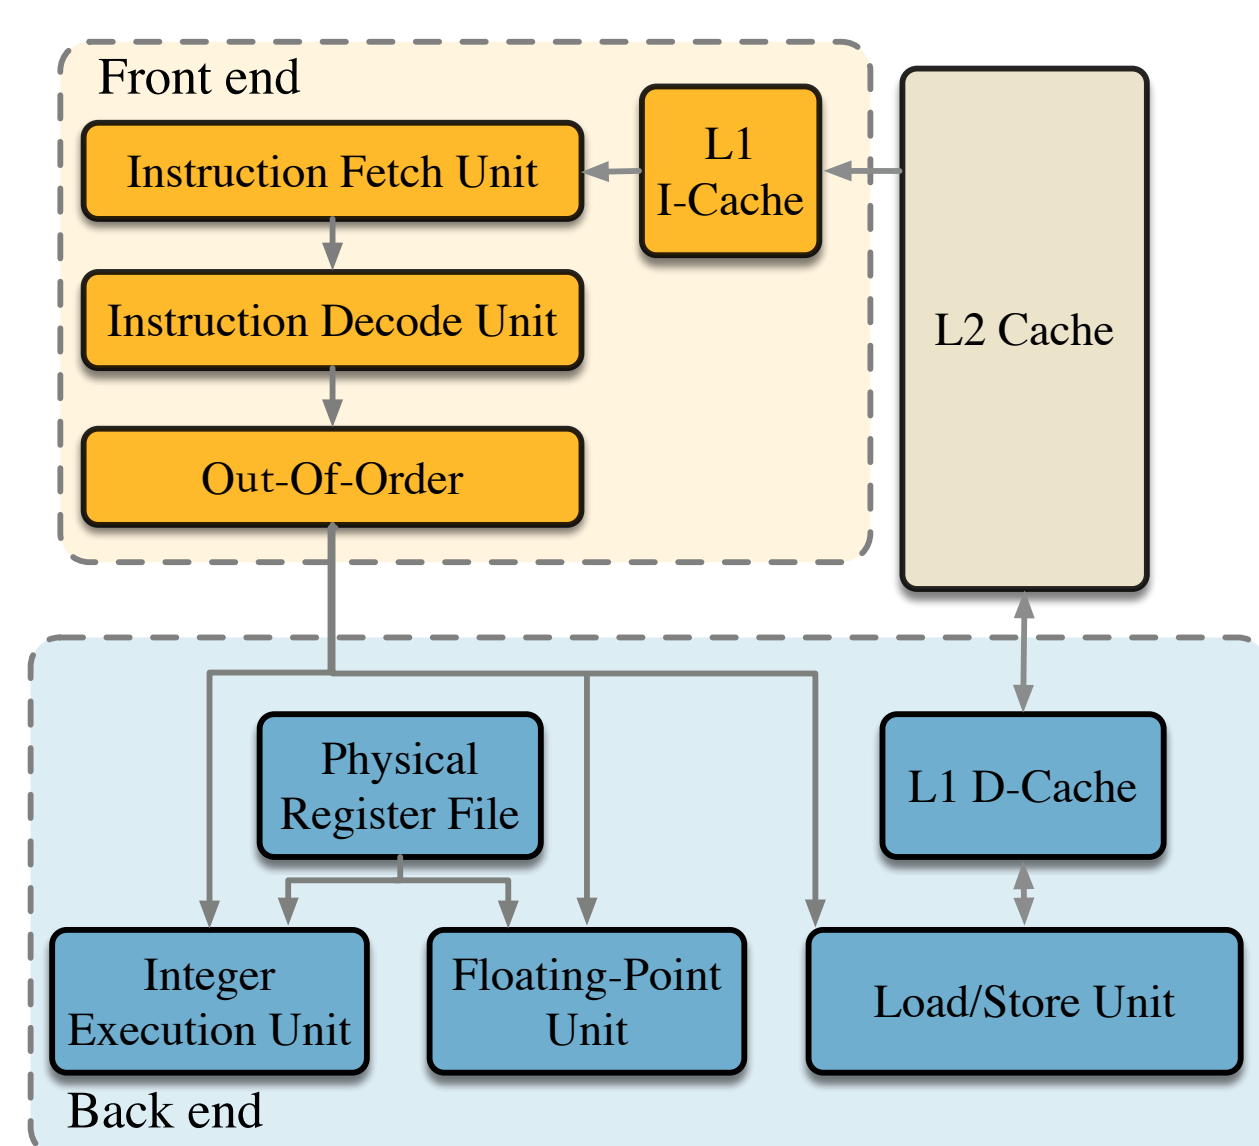 Front end
L1
I-Cache
Instruction Fetch Unit
Instruction Decode Unit
Out-Of-Order
L2 Cache
Physical
Register File
L1 D-Cache
Integer
Execution Unit
Floating-Point
Unit
Load/Store Unit
Back end